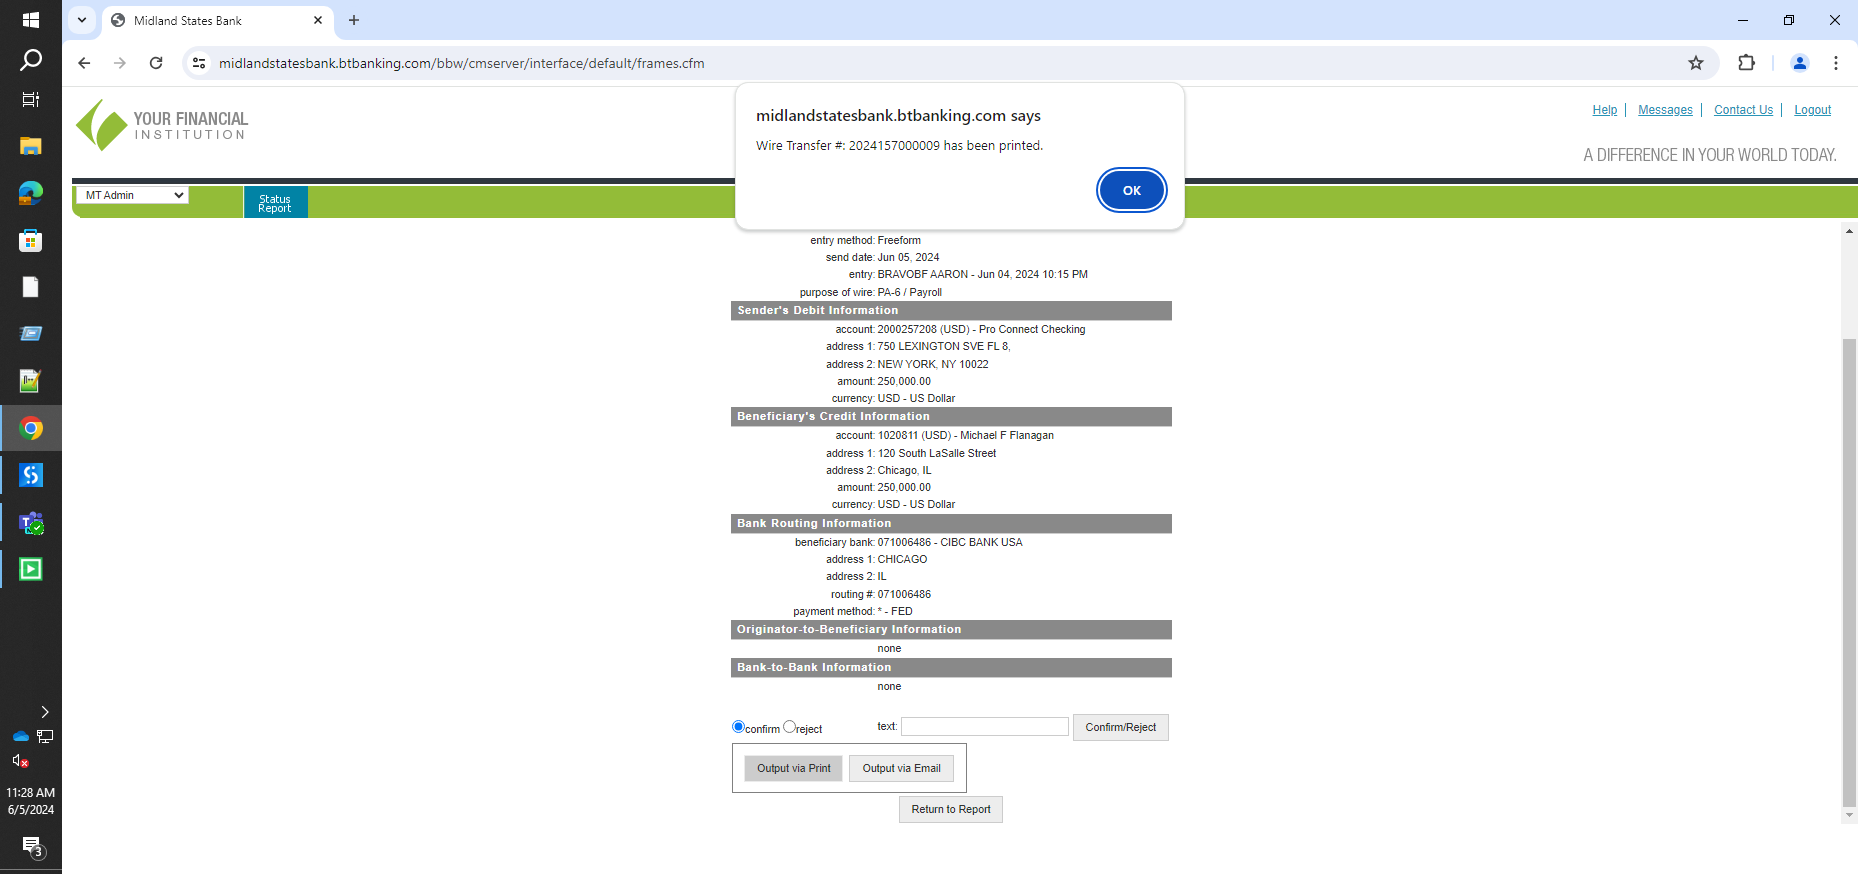 Midland States Bank
midlandstatesbank.btbanking.com/bbw/cmserver/interface/default/frames.cfm
midlandstatesbank.btbanking.com says
Wire Transfer #: 2024157000009 has been printed.
OK
YOUR FINANCIAL
INSTITUTION
Help | Messages | Contact Us | Logout
A DIFFERENCE IN YOUR WORLD TODAY.
MT Admin
Status
Report
entry method: Freeform
send date: Jun 05, 2024
entry: BRAVOBF AARON - Jun 04, 2024 10:15 PM
purpose of wire: PA-6 / Payroll
Sender's Debit Information
account: 2000257208 (USD) - Pro Connect Checking
address 1: 750 LEXINGTON SVE FL 8,
address 2: NEW YORK, NY 10022
amount: 250,000.00
currency: USD - US Dollar
Beneficiary's Credit Information
account: 1020811 (USD) - Michael F Flanagan
address 1: 120 South LaSalle Street
address 2: Chicago, IL
amount: 250,000.00
currency: USD - US Dollar
Bank Routing Information
beneficiary bank: 071006486 - CIBC BANK USA
address 1: CHICAGO
address 2: IL
routing #: 071006486
payment method: * - FED
Originator-to-Beneficiary Information
none
Bank-to-Bank Information
none
confirm reject text: Confirm/Reject
Output via Print Output via Email
Return to Report
11:28 AM
6/5/2024
3